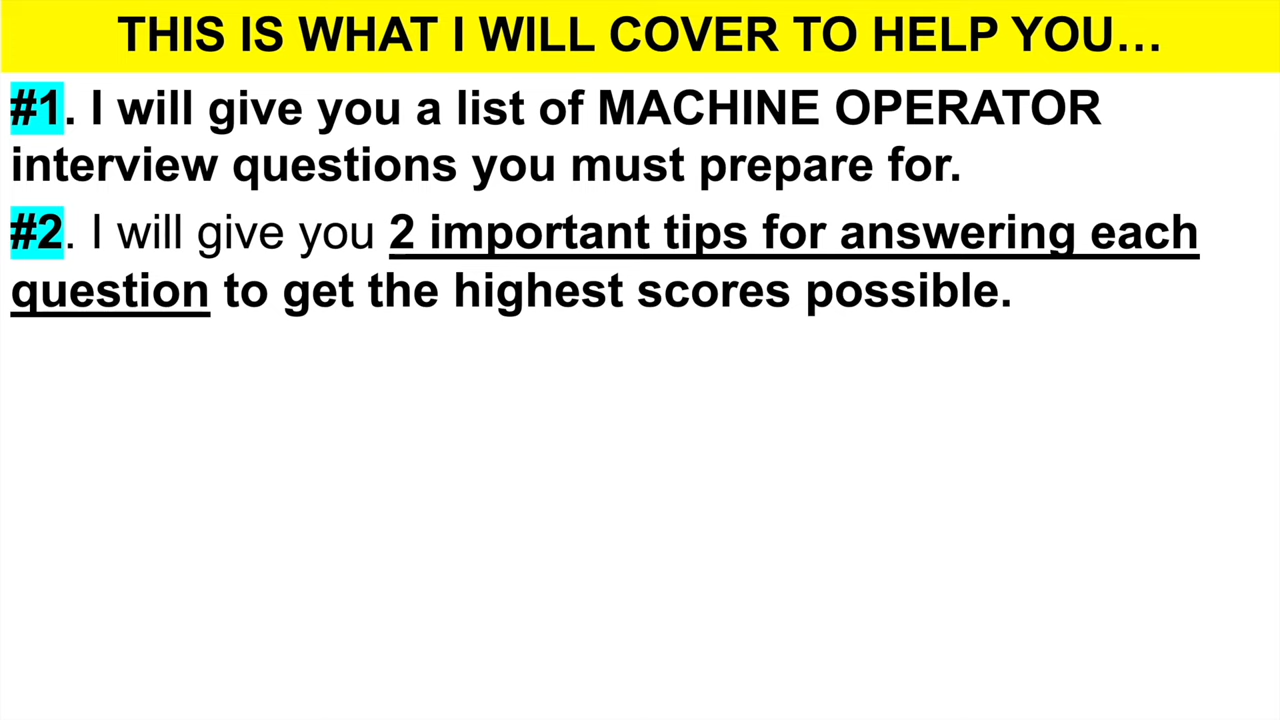 THIS IS WHAT I WILL COVER TO HELP YOU…
#1. I will give you a list of MACHINE OPERATOR
interview questions you must prepare for.
#2. I will give you 2 important tips for answering each
question to get the highest scores possible.